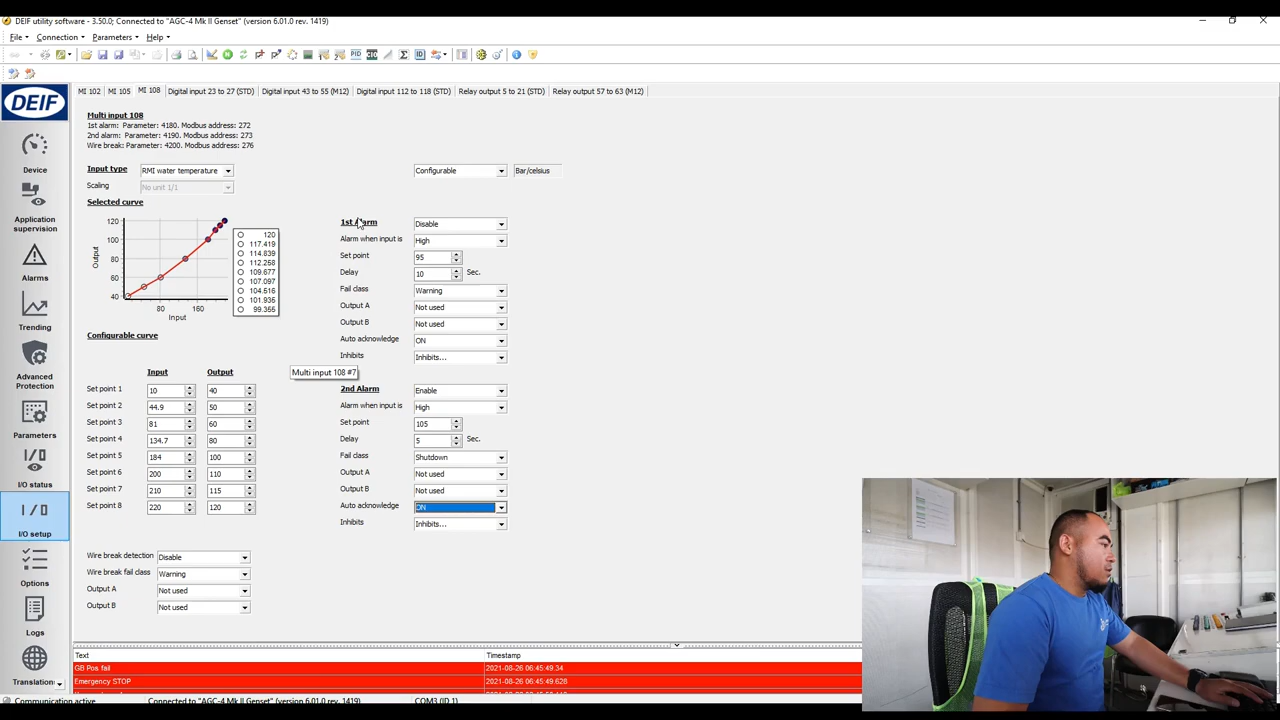 DEIF utility software - 3.50.0; Connected to "AGC-4 Mk II Genset" (version 6.01.0 rev. 1419)
File Connection Parameters Help
DEIF
Device
Application supervision
Alarms
Trending
Advanced Protection
Parameters
I/O status
I/O
I/O setup
Options
Logs
Translation
MI 102 MI 105 MI 108 Digital input 23 to 27 (STD) Digital input 43 to 55 (M12) Digital input 112 to 118 (STD) Relay output 5 to 21 (STD) Relay output 57 to 63 (M12)
Multi input 108
1st alarm: Parameter: 4180. Modbus address: 272
2nd alarm: Parameter: 4190. Modbus address: 273
Wire break: Parameter: 4200. Modbus address: 276
Input type RMI water temperature Configurable Bar/celsius
Scaling No unit 1/1
Selected curve
120
100
80
60
40
Output
80 160
Input
120
117.419
114.839
112.258
109.677
107.097
104.516
101.935
99.355
1st Alarm Disable
Alarm when input is High
Set point 95
Delay 10 Sec.
Fail class Warning
Output A Not used
Output B Not used
Auto acknowledge ON
Inhibits Inhibits...
Configurable curve
Multi input 108 #7
Input Output
Set point 1 10 40
Set point 2 44.9 50
Set point 3 81 60
Set point 4 134.7 80
Set point 5 184 100
Set point 6 200 110
Set point 7 210 115
Set point 8 220 120
2nd Alarm Enable
Alarm when input is High
Set point 105
Delay 5 Sec.
Fail class Shutdown
Output A Not used
Output B Not used
Auto acknowledge ON
Inhibits Inhibits...
Wire break detection Disable
Wire break fail class Warning
Output A Not used
Output B Not used
Text Timestamp
GB Pos fail 2021-08-26 06:45:49.34
Emergency STOP 2021-08-26 06:45:49.628
Communication active Connected to "AGC-4 Mk II Genset" (version 6.01.0 rev. 1419) COM3 (ID 1)